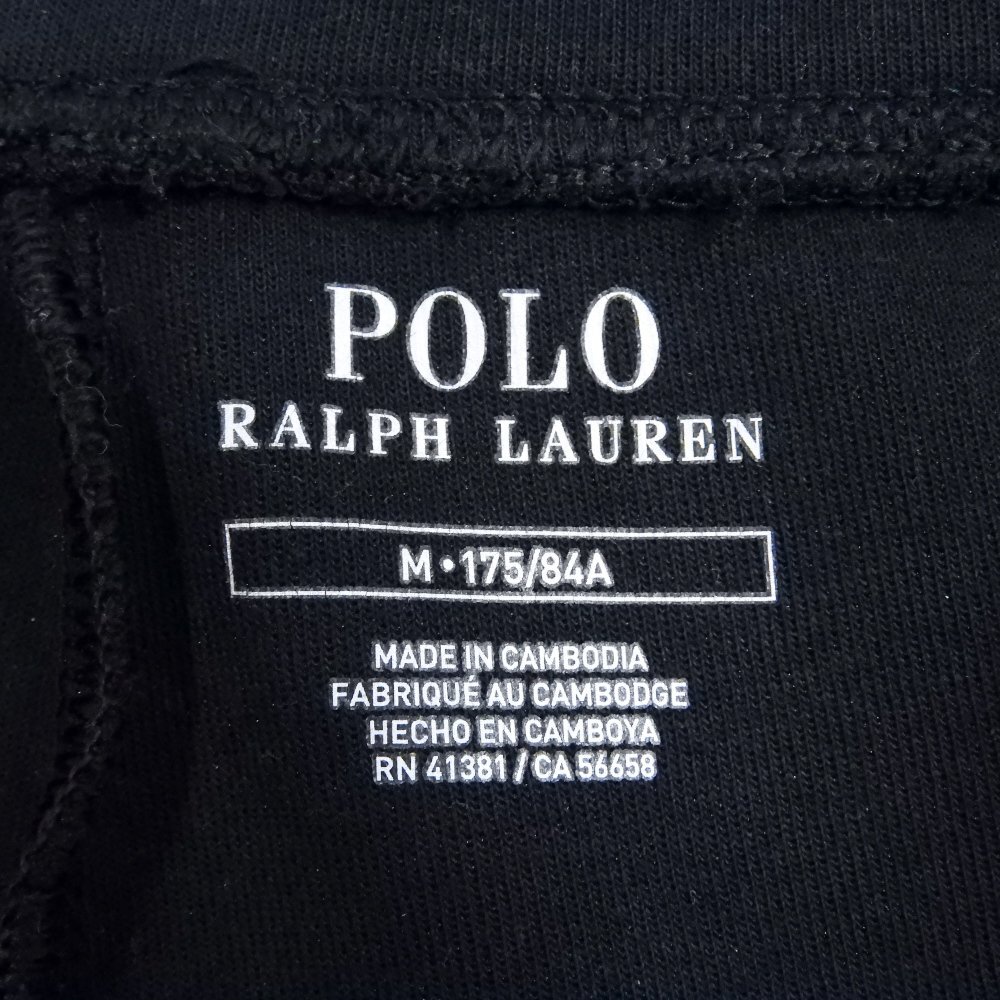 POLO
RALPH LAUREN
M•175/84A
MADE IN CAMBODIA
FABRIQUÉ AU CAMBODGE
HECHO EN CAMBOYA
RN 41381 / CA 56658